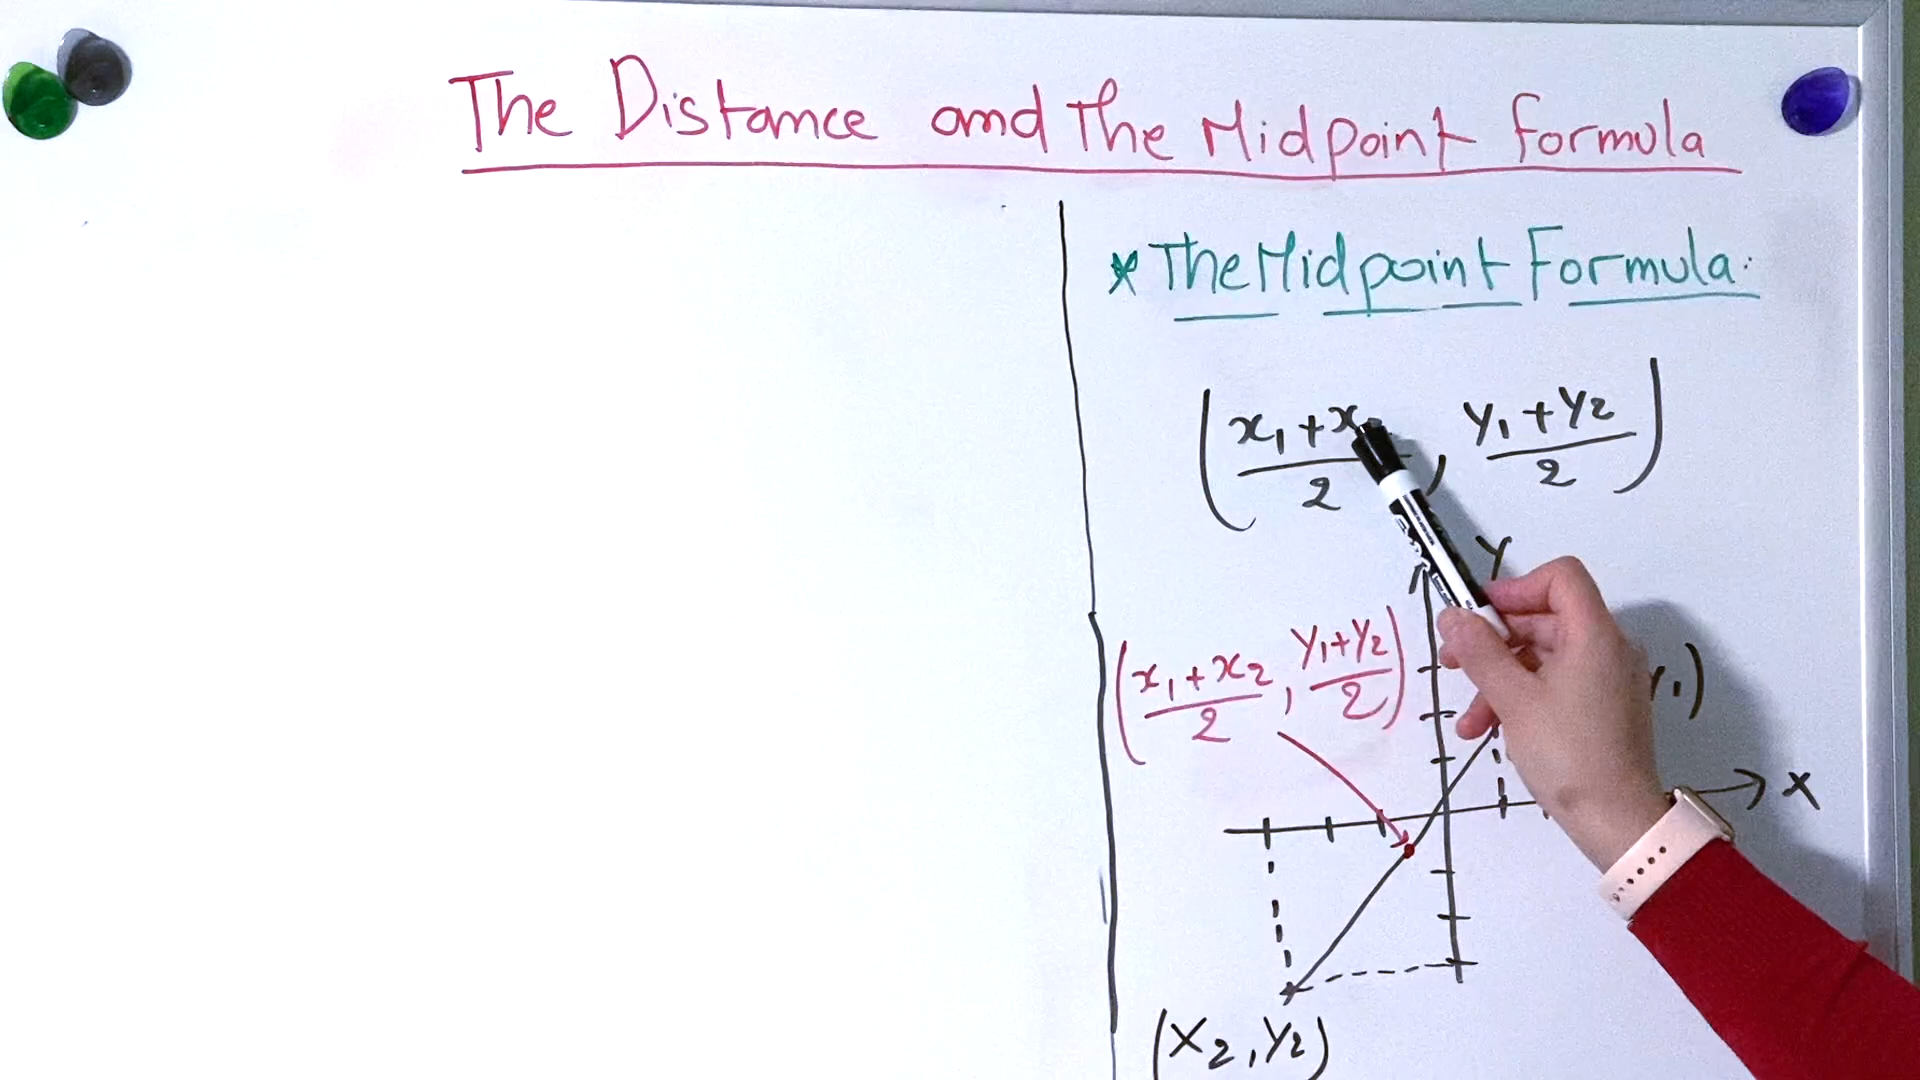 The Distance and The Midpoint Formula
* The Midpoint Formula:
(x₁+x₂/2, y₁+y₂/2)
Y
(x₁+x₂/2, y₁+y₂/2)
y₁)
X
(x₂, y₂)